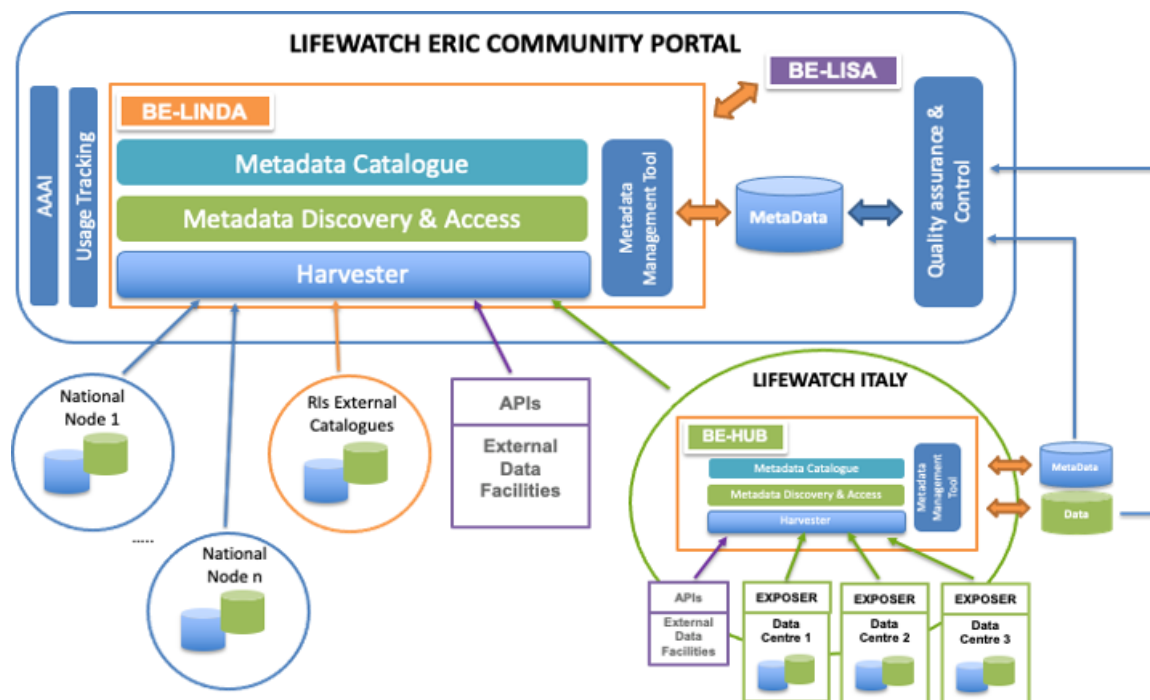 LIFEWATCH ERIC COMMUNITY PORTAL
AAAI
Usage Tracking
BE-LINDA
Metadata Catalogue
Metadata Discovery & Access
Harvester
Metadata
Management Tool
BE-LISA
MetaData
Quality assurance &
Control
National
Node 1
.....
National
Node n
RIs External
Catalogues
APIs
External
Data
Facilities
LIFEWATCH ITALY
BE-HUB
Metadata Catalogue
Metadata Discovery & Access
Harvester
Metadata
Management
Tool
MetaData
Data
APIs
External
Data
Facilities
EXPOSER
Data
Centre 1
EXPOSER
Data
Centre 2
EXPOSER
Data
Centre 3